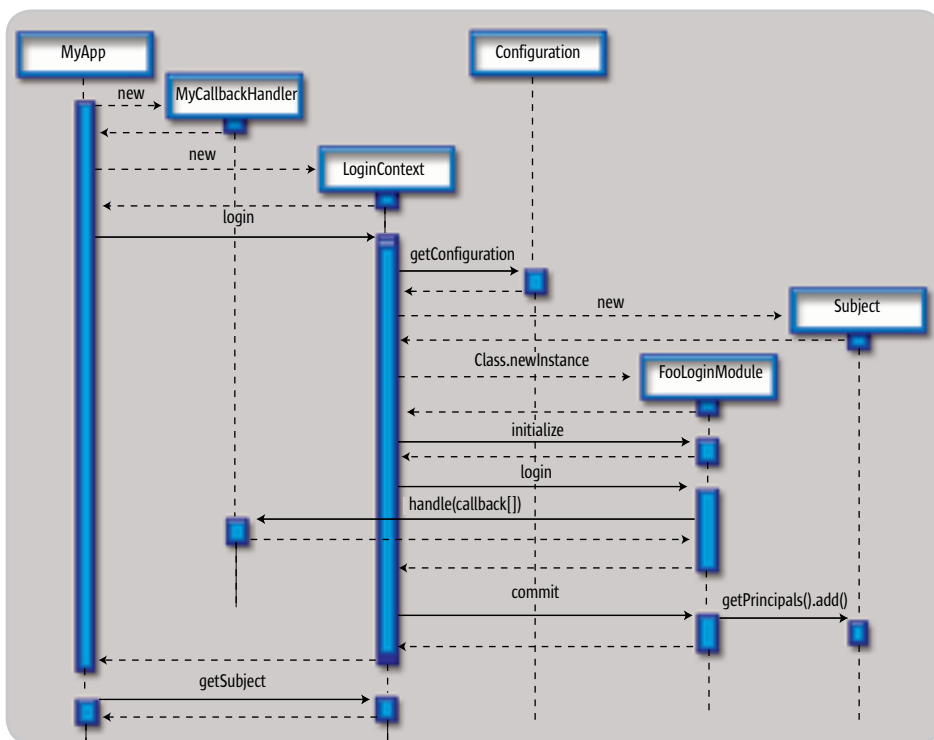 MyApp
Configuration
new
MyCallbackHandler
new
LoginContext
login
getConfiguration
new
Subject
Class.newInstance
FooLoginModule
initialize
login
handle(callback[])
commit
getPrincipals().add()
getSubject